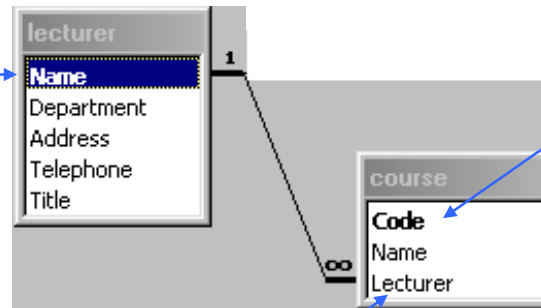 lecturer
Name
Department
Address
Telephone
Title
1
∞
course
Code
Name
Lecturer